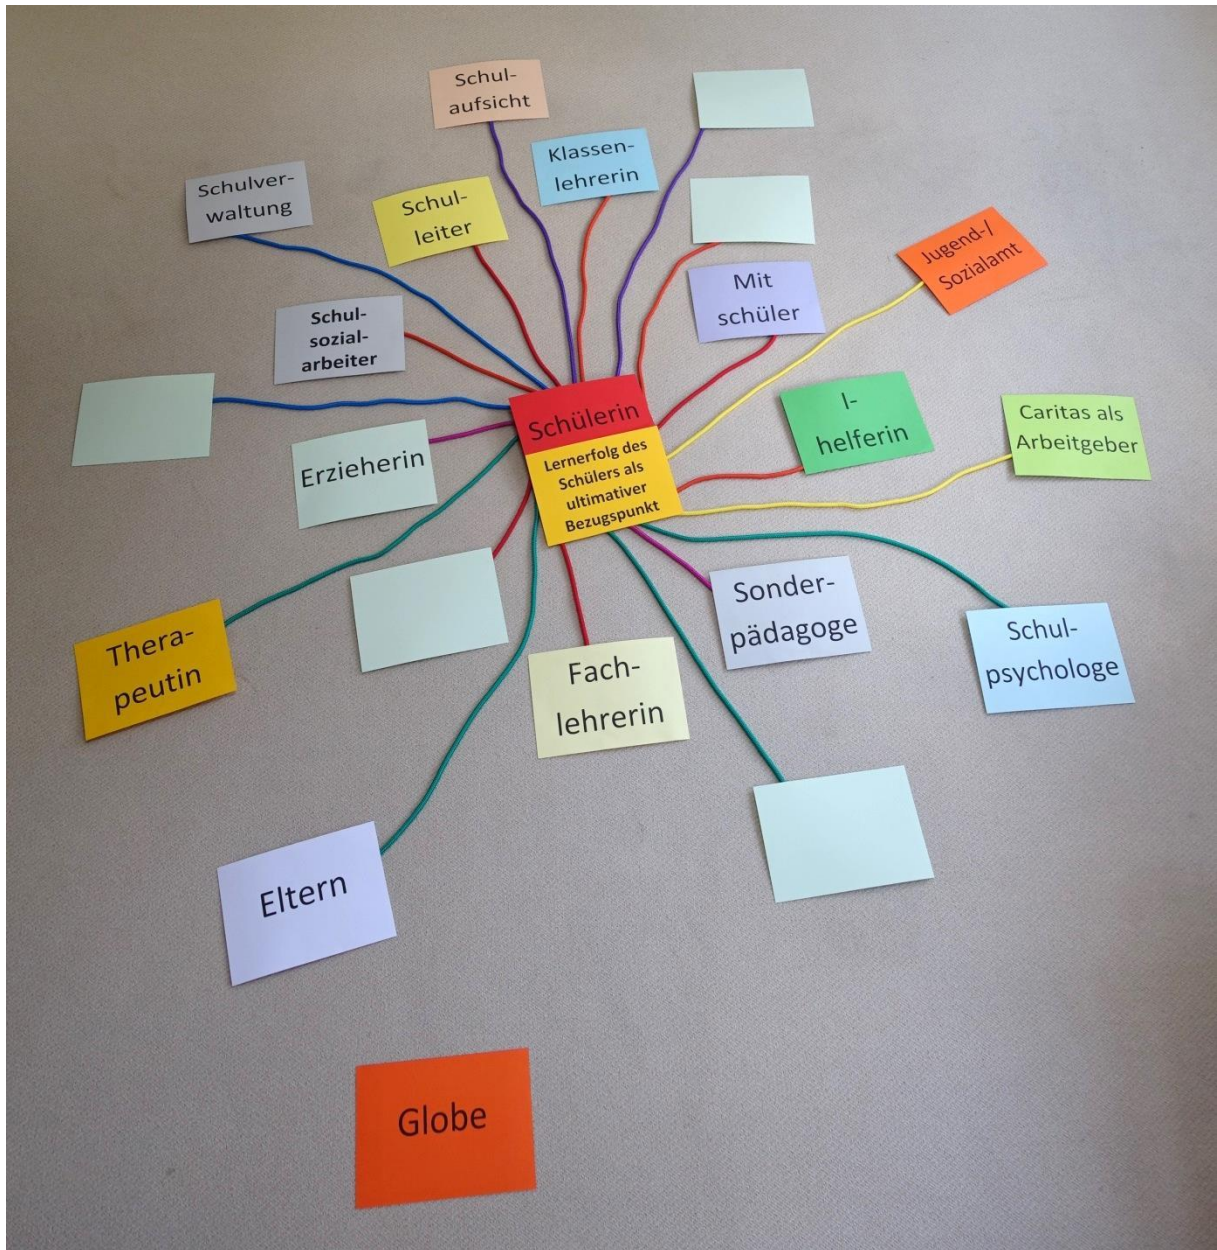 Schul-
aufsicht
Klassen-
lehrerin
Schulver-
waltung
Schul-
leiter
Jugend-/
Sozialamt
Mit
schüler
Schul-
sozial-
arbeiter
Schülerin
Lernerfolg des
Schülers als
ultimativer
Bezugspunkt
I-
helferin
Caritas als
Arbeitgeber
Erzieherin
Thera-
peutin
Fach-
lehrerin
Sonder-
pädagoge
Schul-
psychologe
Eltern
Globe